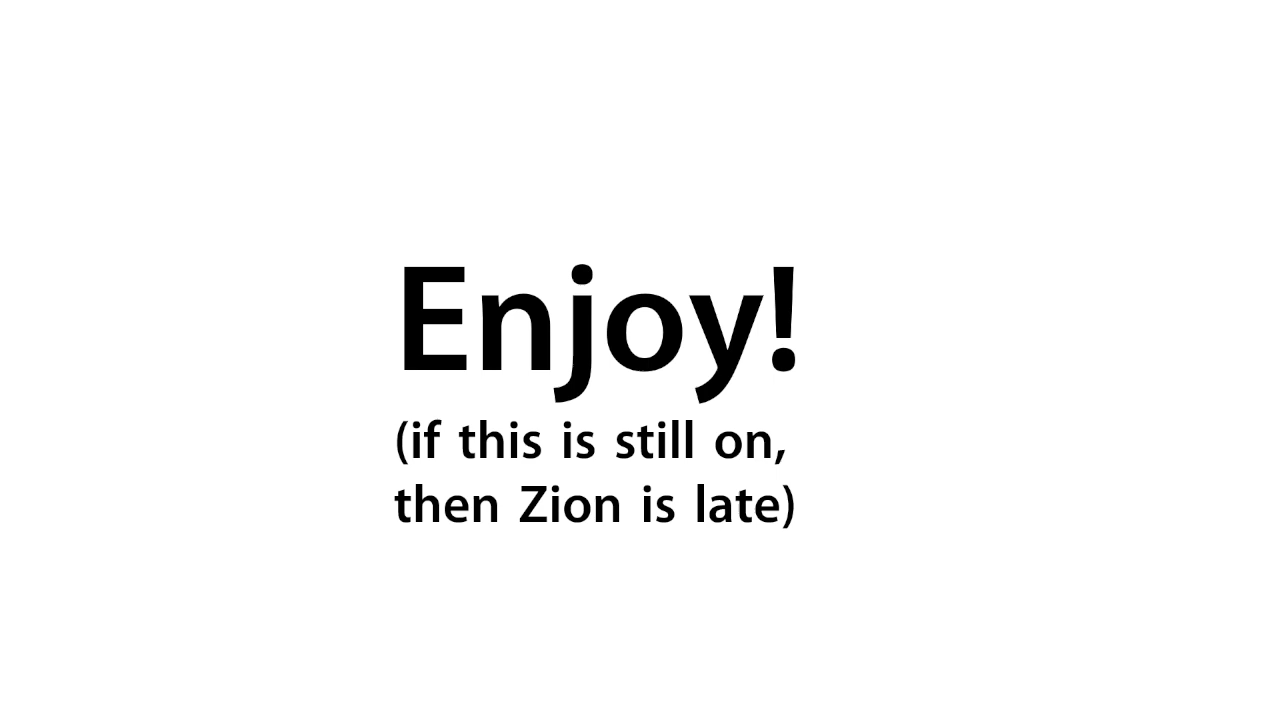 Enjoy!
(if this is still on,
then Zion is late)